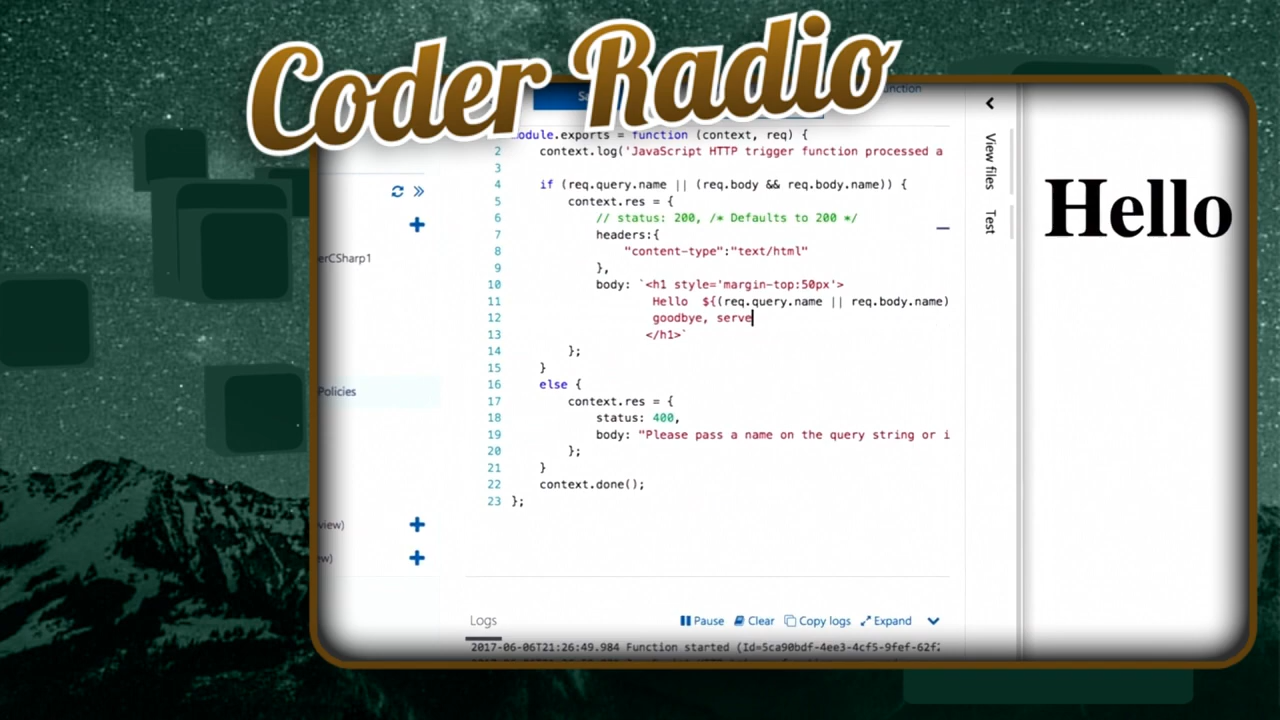 Coder Radio
unction
module.exports = function (context, req) {
2 context.log('JavaScript HTTP trigger function processed a
3
4 if (req.query.name || (req.body && req.body.name)) {
5 context.res = {
6 // status: 200, /* Defaults to 200 */
7 headers:{
8 "content-type":"text/html"
9 },
10 body: `<h1 style='margin-top:50px'>
11 Hello ${(req.query.name || req.body.name)
12 goodbye, serve
13 </h1>`
14 };
15 }
16 else {
17 context.res = {
18 status: 400,
19 body: "Please pass a name on the query string or i
20 };
21 }
22 context.done();
23 };
erCSharp1
Policies
view)
ew)
View files
Test
Hello
Logs
Pause Clear Copy logs Expand
2017-06-06T21:26:49.984 Function started (Id=5ca90bdf-4ee3-4cf5-9fef-62f2